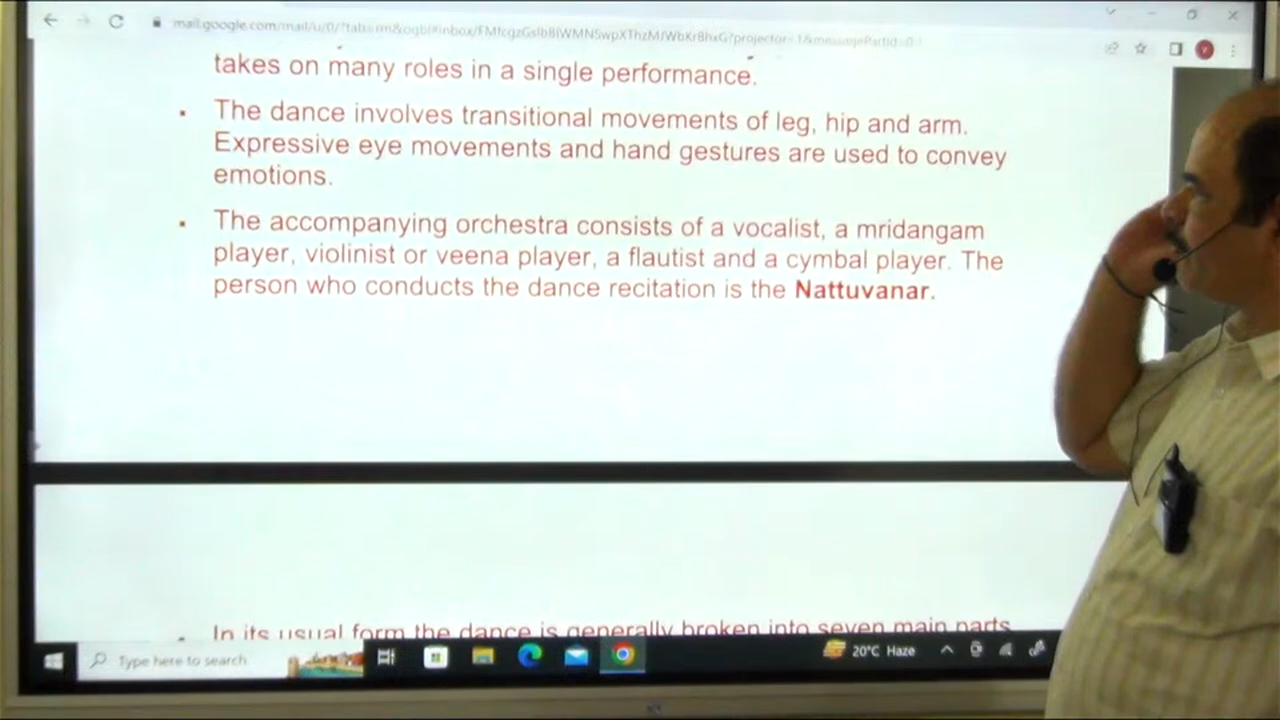 takes on many roles in a single performance.
▪ The dance involves transitional movements of leg, hip and arm.
Expressive eye movements and hand gestures are used to convey
emotions.
▪ The accompanying orchestra consists of a vocalist, a mridangam
player, violinist or veena player, a flautist and a cymbal player. The
person who conducts the dance recitation is the Nattuvanar.
In its usual form the dance is generally broken into seven main parts
Type here to search
20°C Haze